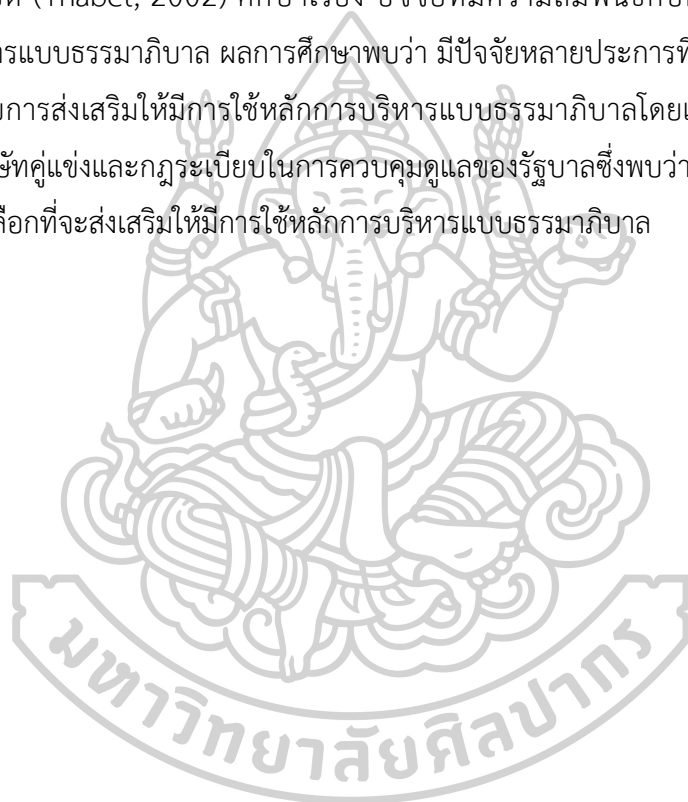 (Thabet, 2002) ศึกษาเรื่อง ปัจจัยที่มีความสัมพันธ์กับ
ารแบบธรรมาภิบาล ผลการศึกษาพบว่า มีปัจจัยหลายประการที่
การส่งเสริมให้มีการใช้หลักการบริหารแบบธรรมาภิบาลโดย
ษัทคู่แข่งและกฎระเบียบในการควบคุมดูแลของรัฐบาลซึ่งพบว่า
ลือกที่จะส่งเสริมให้มีการใช้หลักการบริหารแบบธรรมาภิบาล
มหาวิทยาลัยศิลปากร